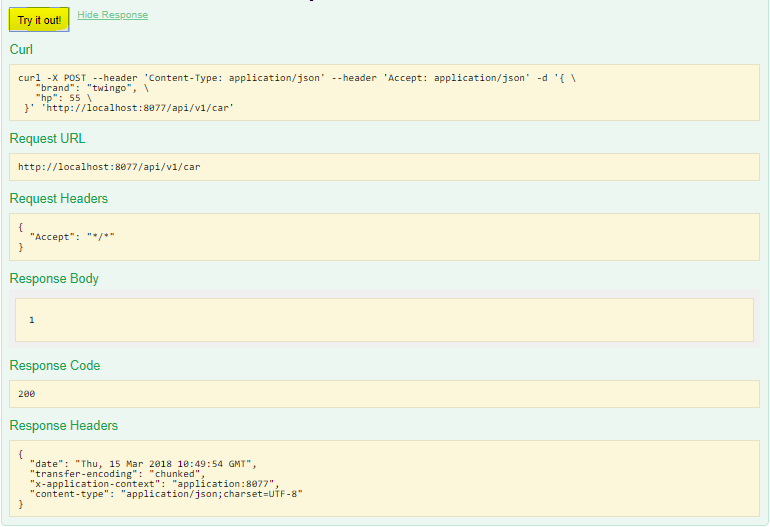 Try it out! Hide Response
Curl
curl -X POST --header 'Content-Type: application/json' --header 'Accept: application/json' -d '{ \
"brand": "twingo", \
"hp": 55 \
}' 'http://localhost:8077/api/v1/car'
Request URL
http://localhost:8077/api/v1/car
Request Headers
{
"Accept": "*/*"
}
Response Body
1
Response Code
200
Response Headers
{
"date": "Thu, 15 Mar 2018 10:49:54 GMT",
"transfer-encoding": "chunked",
"x-application-context": "application:8077",
"content-type": "application/json;charset=UTF-8"
}